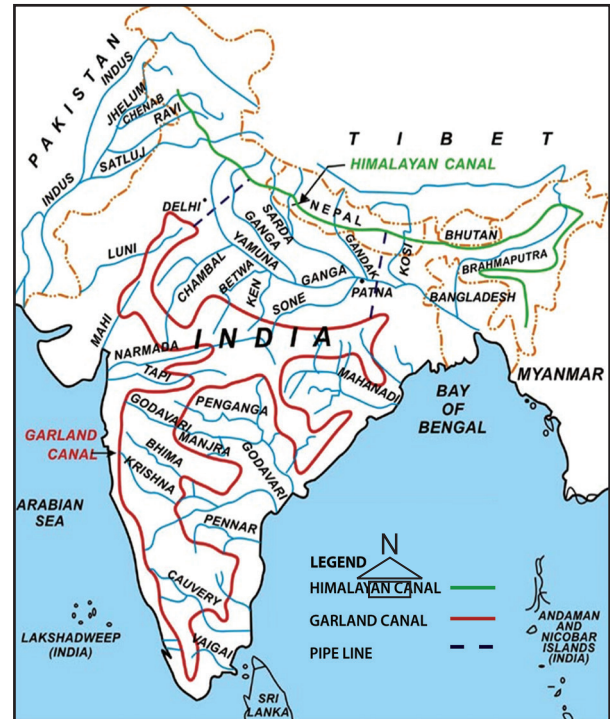 PAKISTAN
INDUS
JHELUM
CHENAB
RAVI
SATLUJ
INDUS
TIBET
HIMALAYAN CANAL
DELHI
NEPAL
SARDA
GANGA
YAMUNA
GANDAK
KOSI
BHUTAN
BRAHMAPUTRA
LUNI
CHAMBAL
BETWA
KEN
SONE
GANGA
PATNA
BANGLADESH
MAHI
INDIA
NARMADA
TAPI
MAHANADI
MYANMAR
BAY
OF
BENGAL
GODAVARI
PENGANGA
MANJRA
GODAVARI
GARLAND
CANAL
BHIMA
KRISHNA
ARABIAN
SEA
PENNAR
CAUVERY
VAIGAI
LAKSHADWEEP
(INDIA)
SRI
LANKA
N
LEGEND
HIMALAYAN CANAL
GARLAND CANAL
PIPE LINE
ANDAMAN
AND
NICOBAR
ISLANDS
(INDIA)